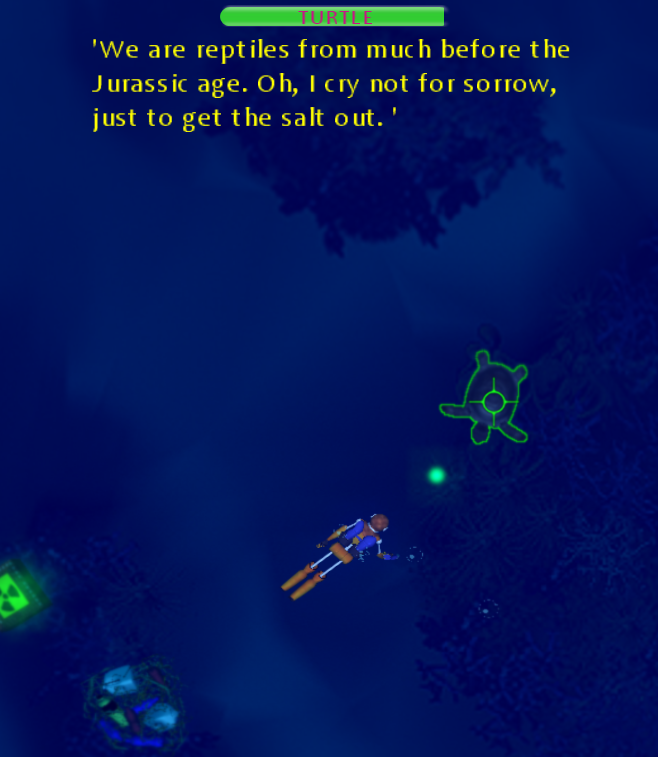 TURTLE
'We are reptiles from much before the
Jurassic age. Oh, I cry not for sorrow,
just to get the salt out. '